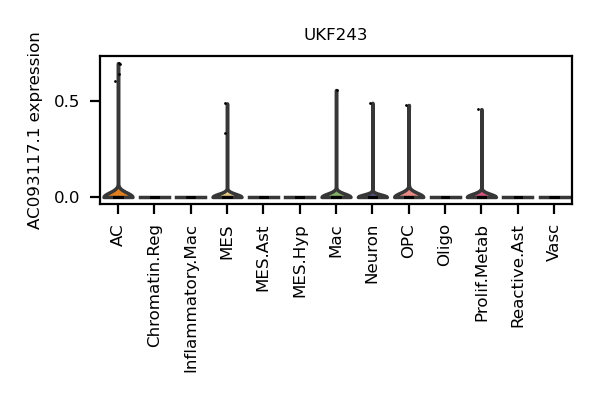 UKF243
AC093117.1 expression
0.5
0.0
AC
Chromatin.Reg
Inflammatory.Mac
MES
MES.Ast
MES.Hyp
Mac
Neuron
OPC
Oligo
Prolif.Metab
Reactive.Ast
Vasc